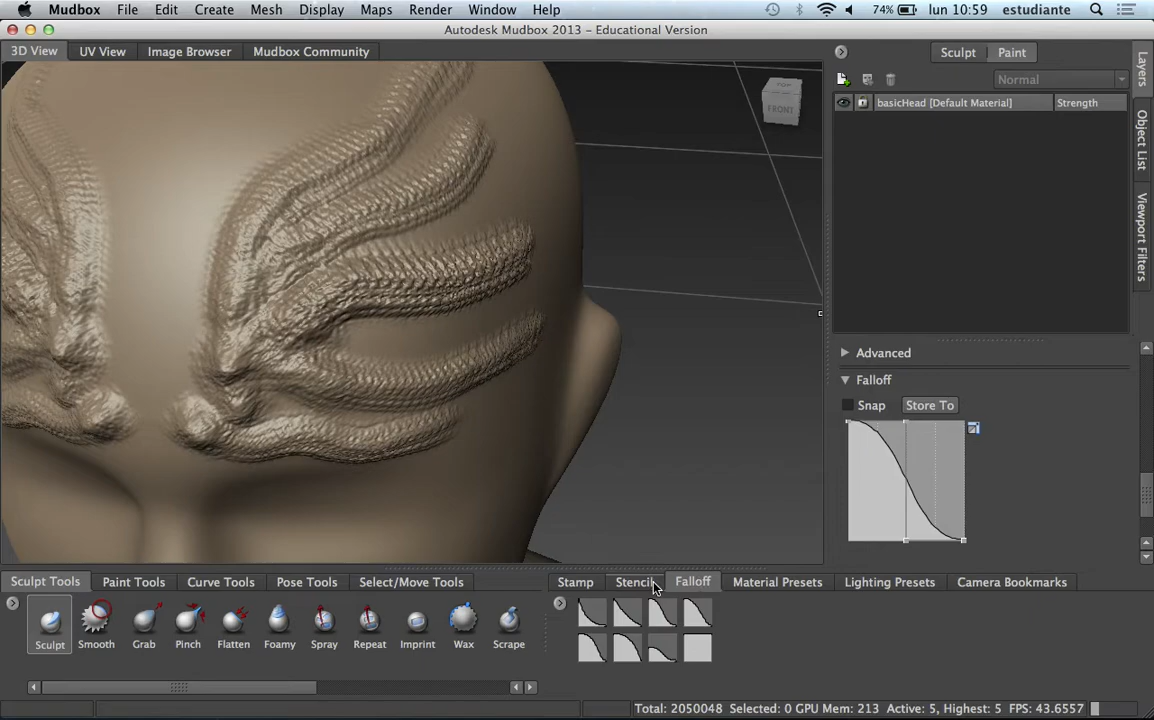 Mudbox File Edit Create Mesh Display Maps Render Window Help 74% lun 10:59 estudiante
Autodesk Mudbox 2013 - Educational Version
3D View UV View Image Browser Mudbox Community
Sculpt Paint
Normal
basicHead [Default Material] Strength
TOP
FRONT
Layers
Object List
Viewport Filters
Advanced
Falloff
Snap Store To
Sculpt Tools Paint Tools Curve Tools Pose Tools Select/Move Tools
Stamp Stencil Falloff Material Presets Lighting Presets Camera Bookmarks
Sculpt Smooth Grab Pinch Flatten Foamy Spray Repeat Imprint Wax Scrape
Total: 2050048 Selected: 0 GPU Mem: 213 Active: 5, Highest: 5 FPS: 43.6557